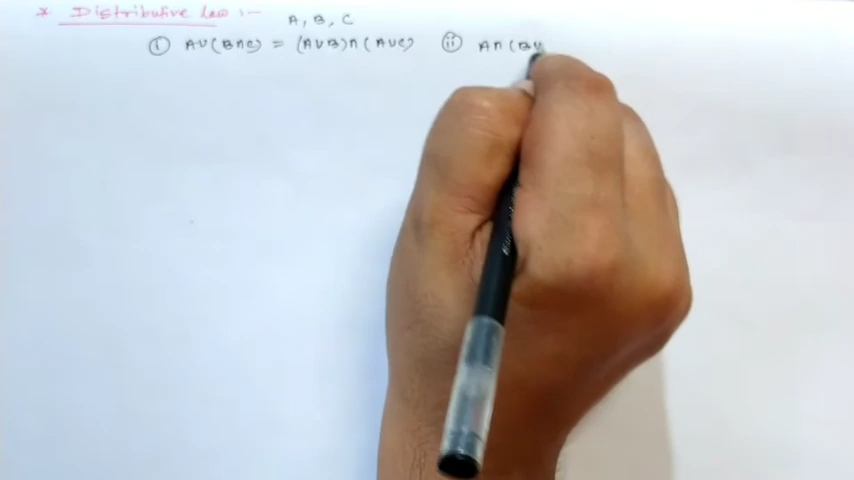 * Distributive law :-
A, B, C
(i) A∪(B∩C) = (A∪B)∩(A∪C) (ii) A∩(B∪